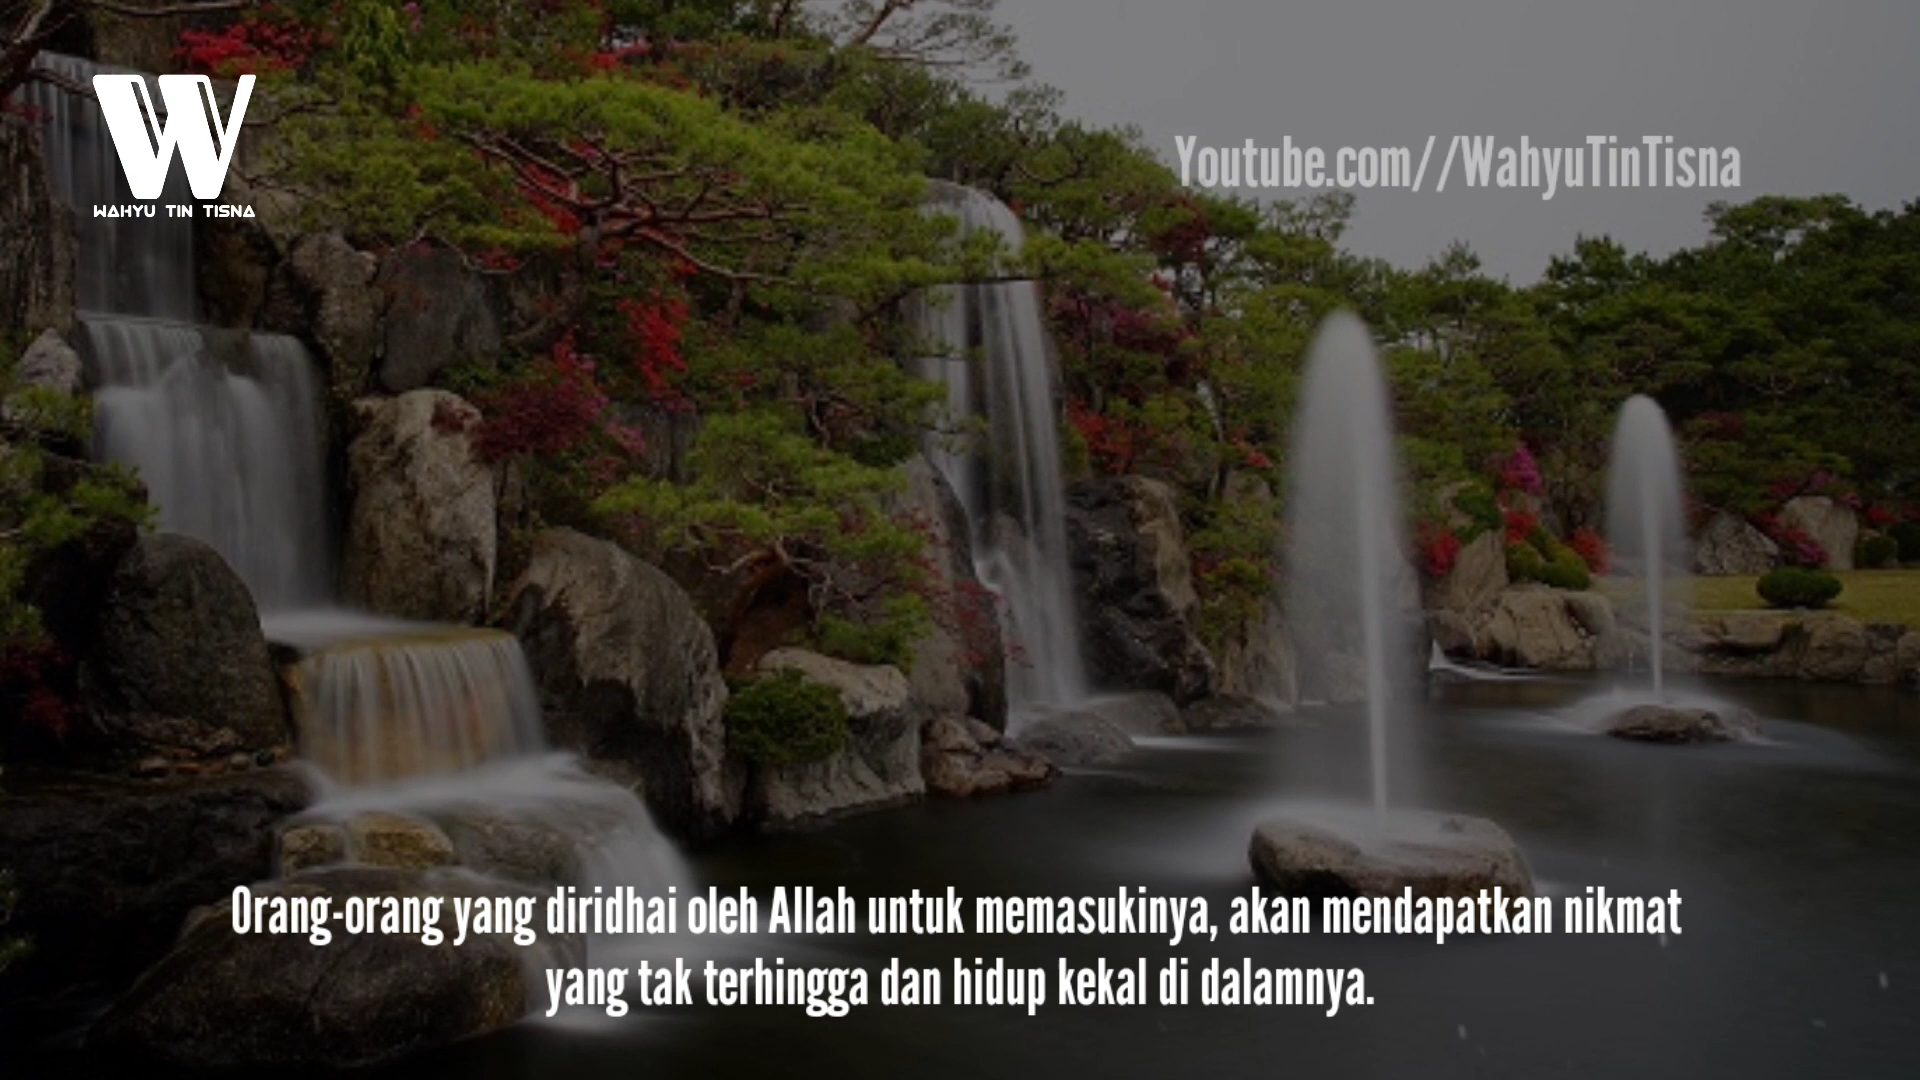 W
WAHYU TIN TISNA
Youtube.com//WahyuTinTisna
Orang-orang yang diridhai oleh Allah untuk memasukinya, akan mendapatkan nikmat
yang tak terhingga dan hidup kekal di dalamnya.